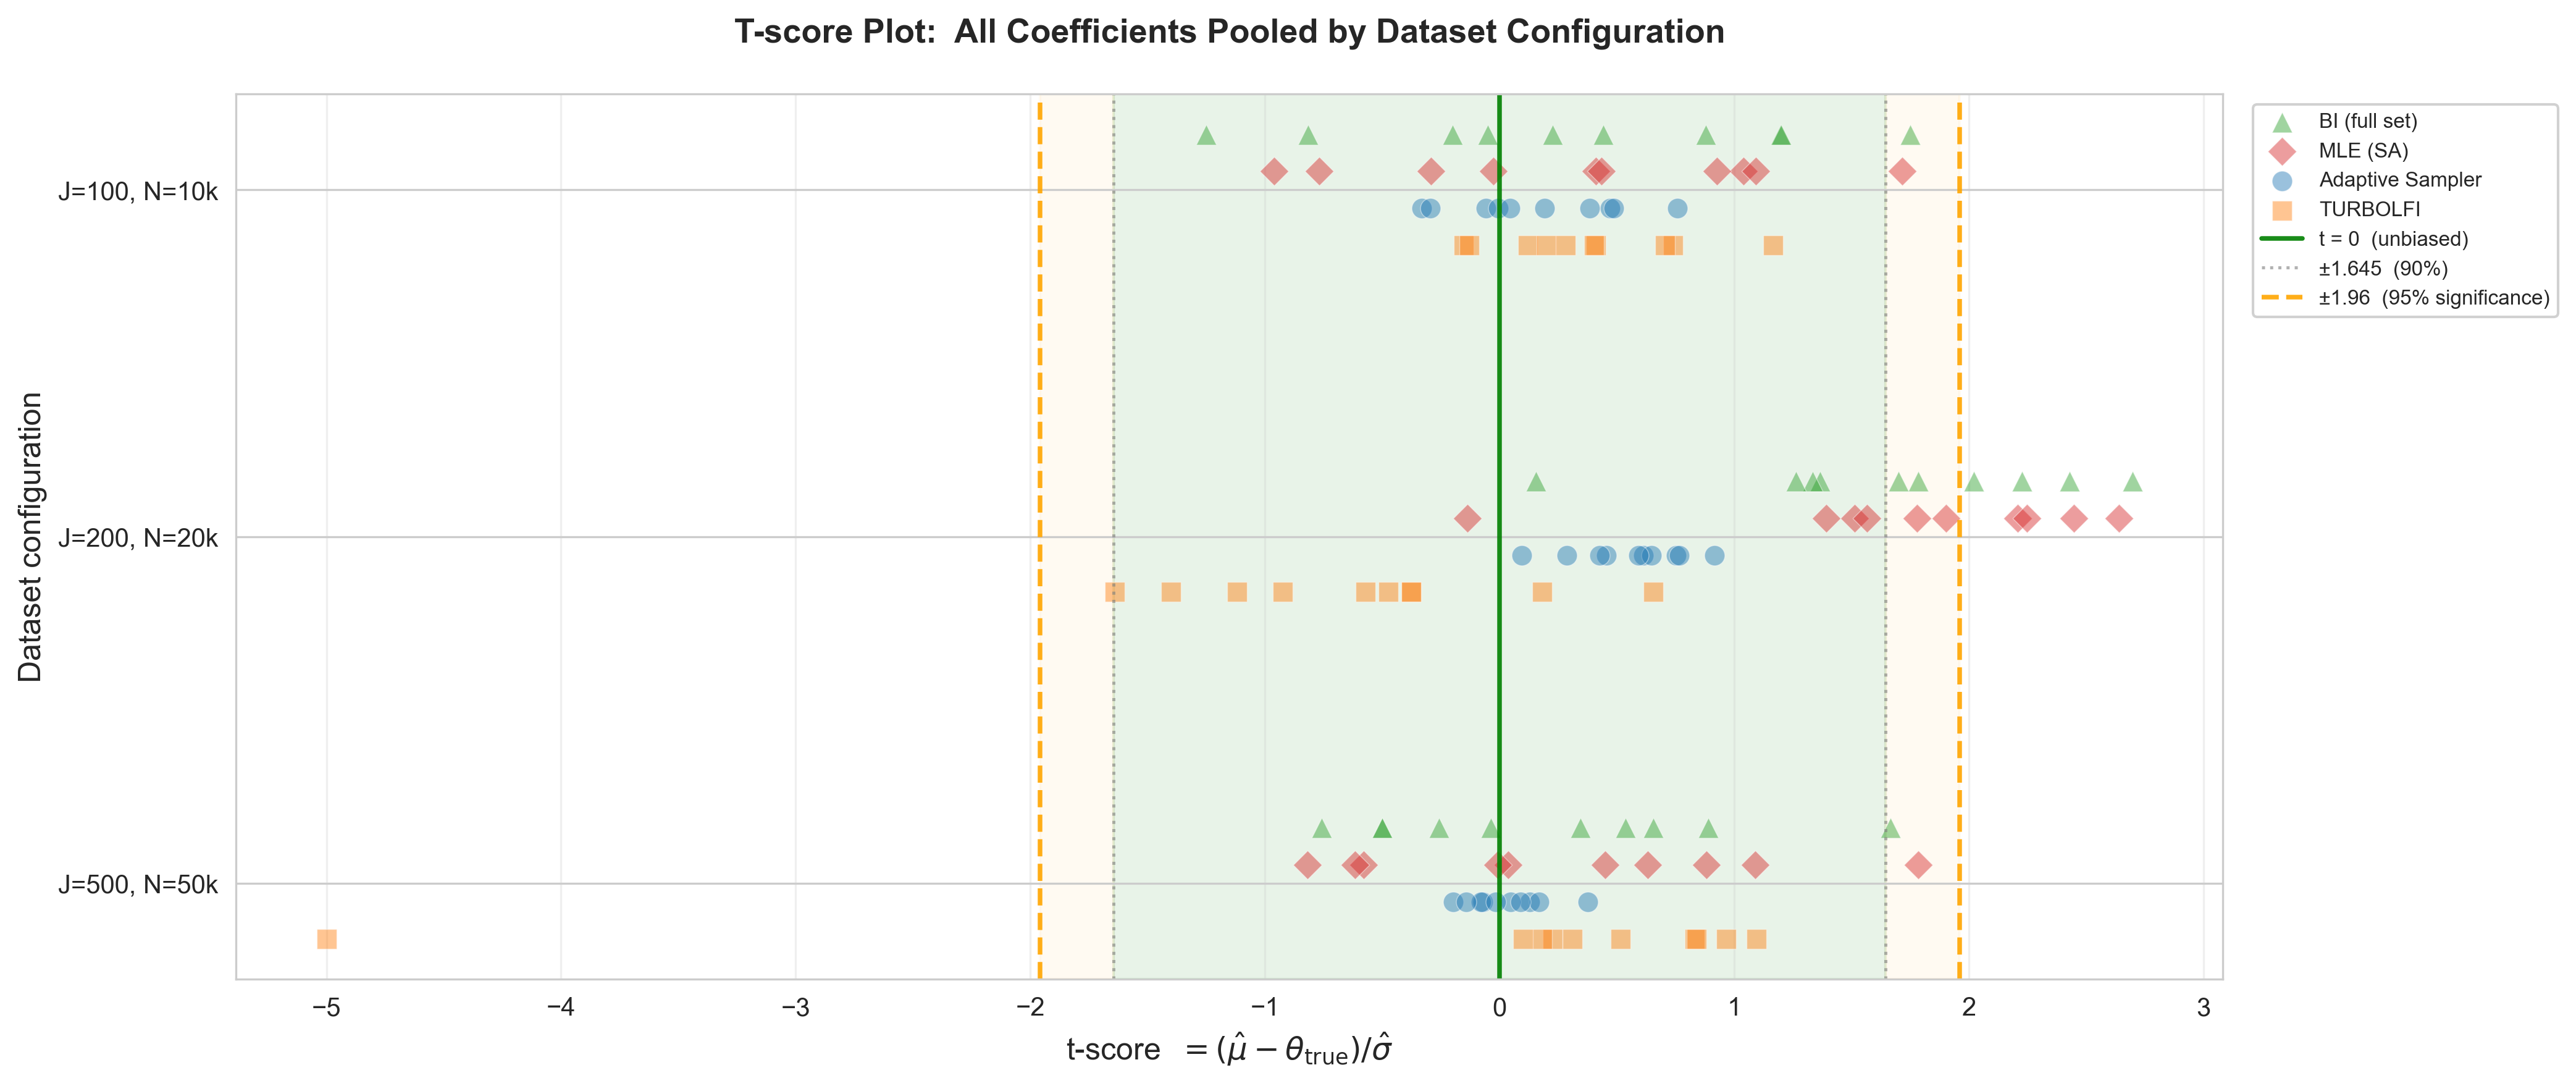 T-score Plot:  All Coefficients Pooled by Dataset Configuration
BI (full set)
MLE (SA)
Adaptive Sampler
TURBOLFI
t = 0  (unbiased)
±1.645  (90%)
±1.96  (95% significance)
Dataset configuration
J=100, N=10k
J=200, N=20k
J=500, N=50k
−5 −4 −3 −2 −1 0 1 2 3
t-score  = (μ̂ − θ_true)/σ̂